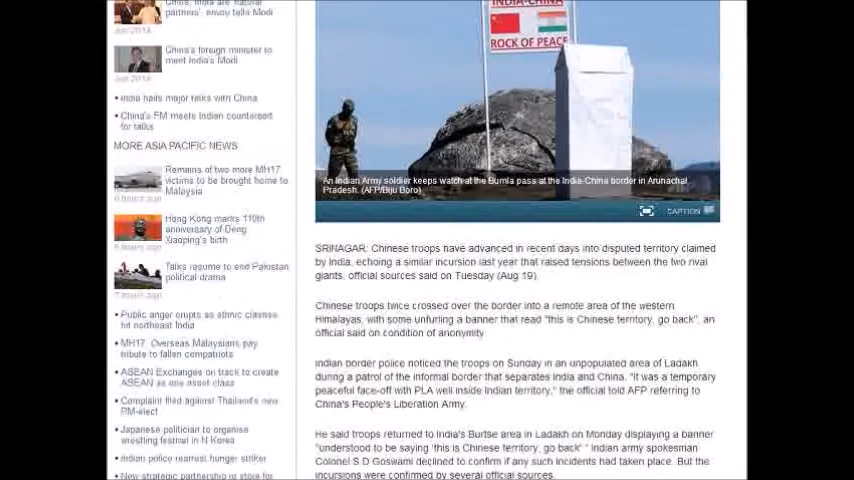 China, India are 'natural
partners', envoy tells Modi
Jun 2014
China's foreign minister to
meet India's Modi
Jun 2014
India hails major talks with China
China's FM meets Indian counterpart
for talks
MORE ASIA PACIFIC NEWS
Remains of two more MH17
victims to be brought home to
Malaysia
6 hours ago
Hong Kong marks 110th
anniversary of Deng
Xiaoping's birth
6 hours ago
Talks resume to end Pakistan
political drama
7 hours ago
Public anger erupts as ethnic clashes
hit northeast India
MH17: Overseas Malaysians pay
tribute to fallen compatriots
ASEAN Exchanges on track to create
ASEAN as one asset class
Complaint filed against Thailand's new
PM-elect
Japanese politician to organise
wrestling festival in N Korea
Indian police rearrest hunger striker
New strategic partnership in store for
INDIA-CHINA
ROCK OF PEACE
An Indian Army soldier keeps watch at the Bumla pass at the India-China border in Arunachal
Pradesh. (AFP/Biju Boro)
CAPTION
SRINAGAR: Chinese troops have advanced in recent days into disputed territory claimed
by India, echoing a similar incursion last year that raised tensions between the two rival
giants, official sources said on Tuesday (Aug 19).
Chinese troops twice crossed over the border into a remote area of the western
Himalayas, with some unfurling a banner that read "this is Chinese territory, go back", an
official said on condition of anonymity.
Indian border police noticed the troops on Sunday in an unpopulated area of Ladakh
during a patrol of the informal border that separates India and China. "It was a temporary
peaceful face-off with PLA well inside Indian territory," the official told AFP referring to
China's People's Liberation Army.
He said troops returned to India's Burtse area in Ladakh on Monday displaying a banner
"understood to be saying 'this is Chinese territory, go back'." Indian army spokesman
Colonel S D Goswami declined to confirm if any such incidents had taken place. But the
incursions were confirmed by several official sources.